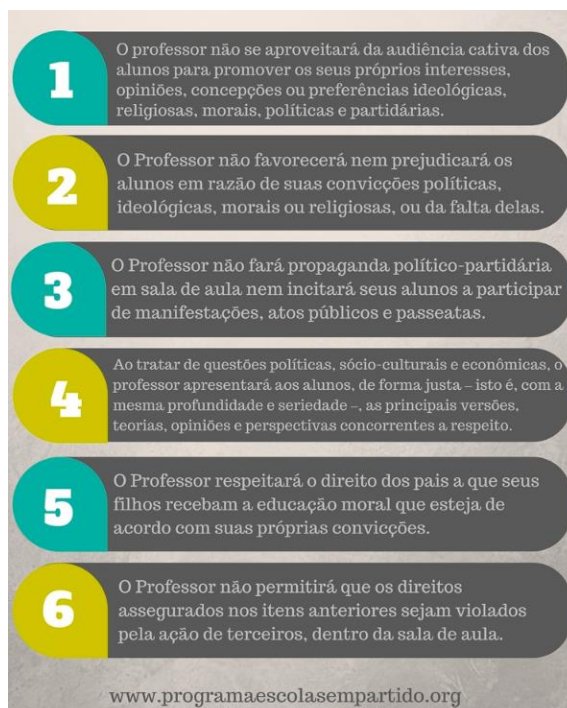 1
O professor não se aproveitará da audiência cativa dos
alunos para promover os seus próprios interesses,
opiniões, concepções ou preferências ideológicas,
religiosas, morais, políticas e partidárias.
2
O Professor não favorecerá nem prejudicará os
alunos em razão de suas convicções políticas,
ideológicas, morais ou religiosas, ou da falta delas.
3
O Professor não fará propaganda político-partidária
em sala de aula nem incitará seus alunos a participar
de manifestações, atos públicos e passeatas.
4
Ao tratar de questões políticas, sócio-culturais e econômicas, o
professor apresentará aos alunos, de forma justa – isto é, com a
mesma profundidade e seriedade –, as principais versões,
teorias, opiniões e perspectivas concorrentes a respeito.
5
O Professor respeitará o direito dos pais a que seus
filhos recebam a educação moral que esteja de
acordo com suas próprias convicções.
6
O Professor não permitirá que os direitos
assegurados nos itens anteriores sejam violados
pela ação de terceiros, dentro da sala de aula.
www.programaescolasempartido.org